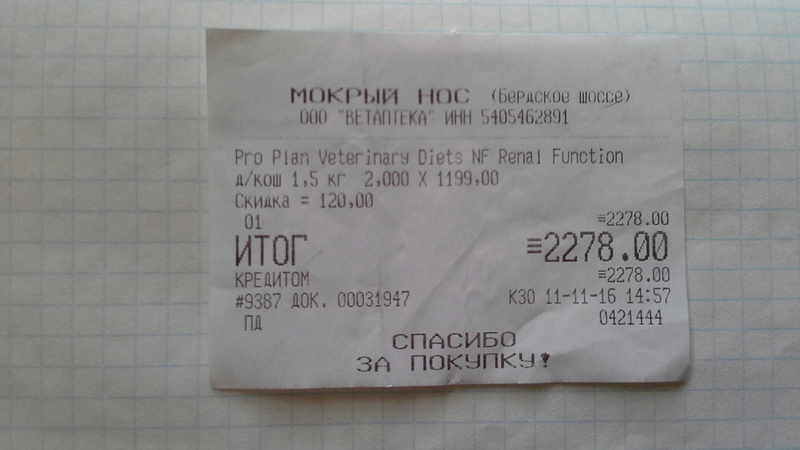 МОКРЫЙ НОС (Бердское шоссе)
ООО "ВЕТАПТЕКА" ИНН 5405462891
Pro Plan Veterinary Diets NF Renal Function
д/кош 1,5 кг 2,000 X 1199,00
Скидка = 120,00
01 ≡2278.00
ИТОГ ≡2278.00
КРЕДИТОМ ≡2278.00
#9387 ДОК. 00031947 К30 11-11-16 14:57
ПД 0421444
СПАСИБО
ЗА ПОКУПКУ!